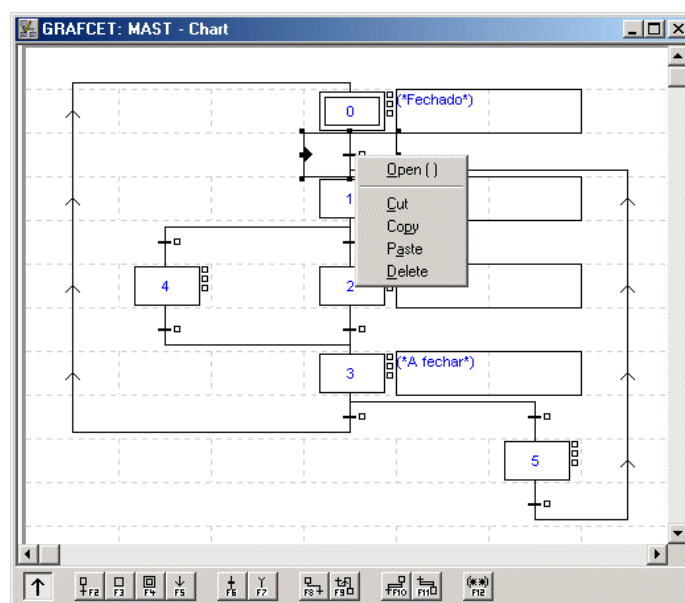 GRAFCET: MAST - Chart
0
(*Fechado*)
Open ( )
1
Cut
Copy
Paste
Delete
4
2
3
(*A fechar*)
5
F2
F3
F4
F5
F6
F7
F8
F9
F10
F11
(**)
F12